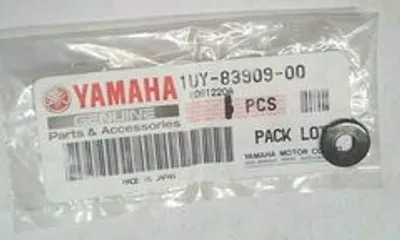 YAMAHA 1UY-83909-00
GENUINE PCS
Parts & Accessories
PACK LOT
YAMAHA MOTOR CO
MADE IN JAPAN